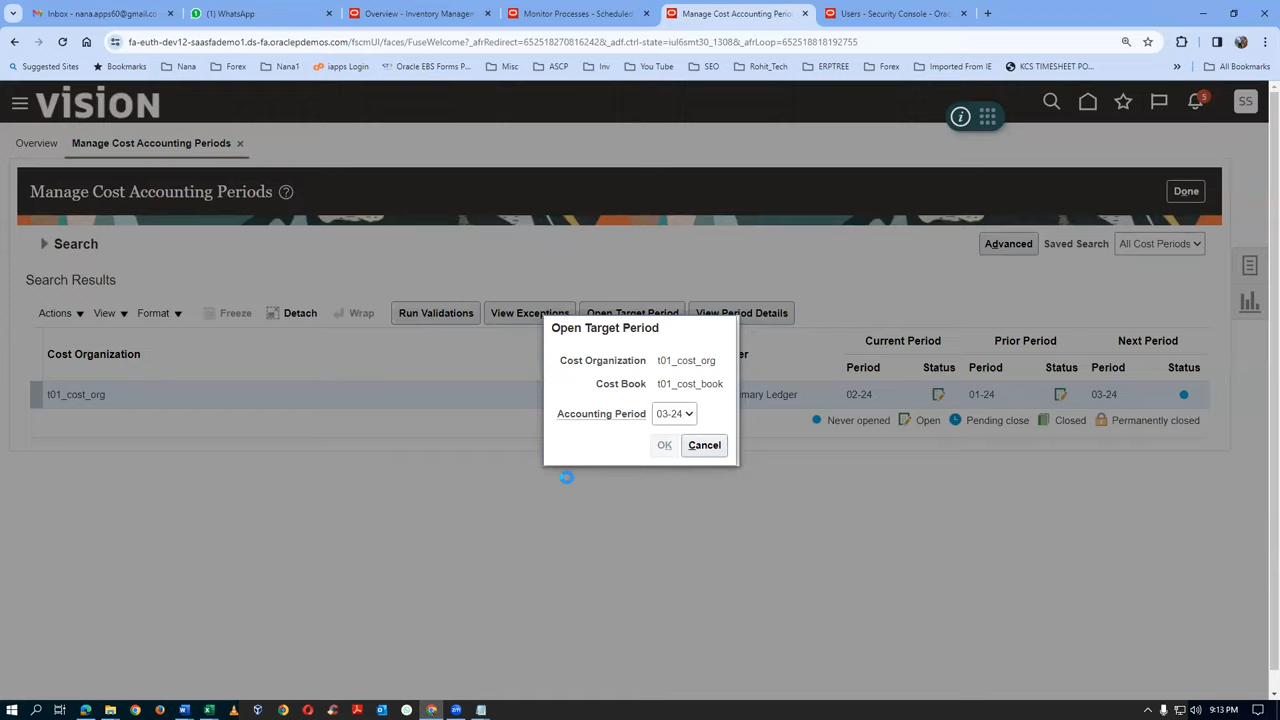 Inbox - nana.apps60@gmail.co
(1) WhatsApp
Overview - Inventory Managem
Monitor Processes - Scheduled
Manage Cost Accounting Period
Users - Security Console - Orac
fa-euth-dev12-saasfademo1.ds-fa.oraclepdemos.com/fscmUI/faces/FuseWelcome?_afrRedirect=652518270816242&_adf.ctrl-state=iul6smt30_1308&_afrLoop=652518818192755
Suggested Sites
Bookmarks
Nana
Forex
Nana1
iapps Login
Oracle EBS Forms P...
Misc
ASCP
Inv
You Tube
SEO
Rohit_Tech
ERPTREE
Forex
Imported From IE
KCS TIMESHEET PO...
»
All Bookmarks
VISION
5
SS
Overview
Manage Cost Accounting Periods
Manage Cost Accounting Periods
Done
Search
Advanced
Saved Search
All Cost Periods
Search Results
Actions
View
Format
Freeze
Detach
Wrap
Run Validations
View Exceptions
Open Target Period
View Period Details
Open Target Period
Cost Organization t01_cost_org
Cost Book t01_cost_book
Accounting Period 03-24
OK
Cancel
Current Period
Prior Period
Next Period
Cost Organization
Period
Status
Period
Status
Period
Status
t01_cost_org
mary Ledger
02-24
01-24
03-24
Never opened
Open
Pending close
Closed
Permanently closed
9:13 PM